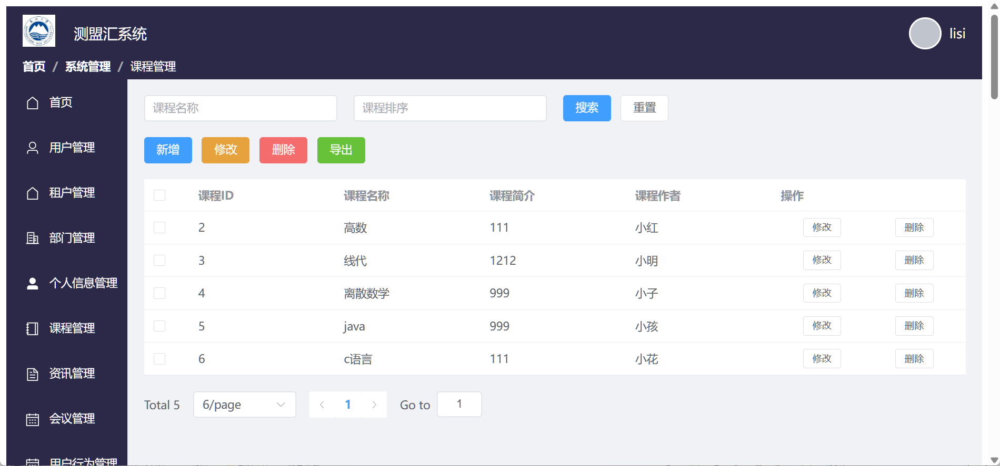 测盟汇系统
lisi
首页 / 系统管理 / 课程管理
首页
用户管理
租户管理
部门管理
个人信息管理
课程管理
资讯管理
会议管理
用户行为管理
课程名称 课程排序 搜索 重置
新增 修改 删除 导出
课程ID 课程名称 课程简介 课程作者 操作
2 高数 111 小红 修改 删除
3 线代 1212 小明 修改 删除
4 离散数学 999 小子 修改 删除
5 java 999 小孩 修改 删除
6 c语言 111 小花 修改 删除
Total 5 6/page 1 Go to 1